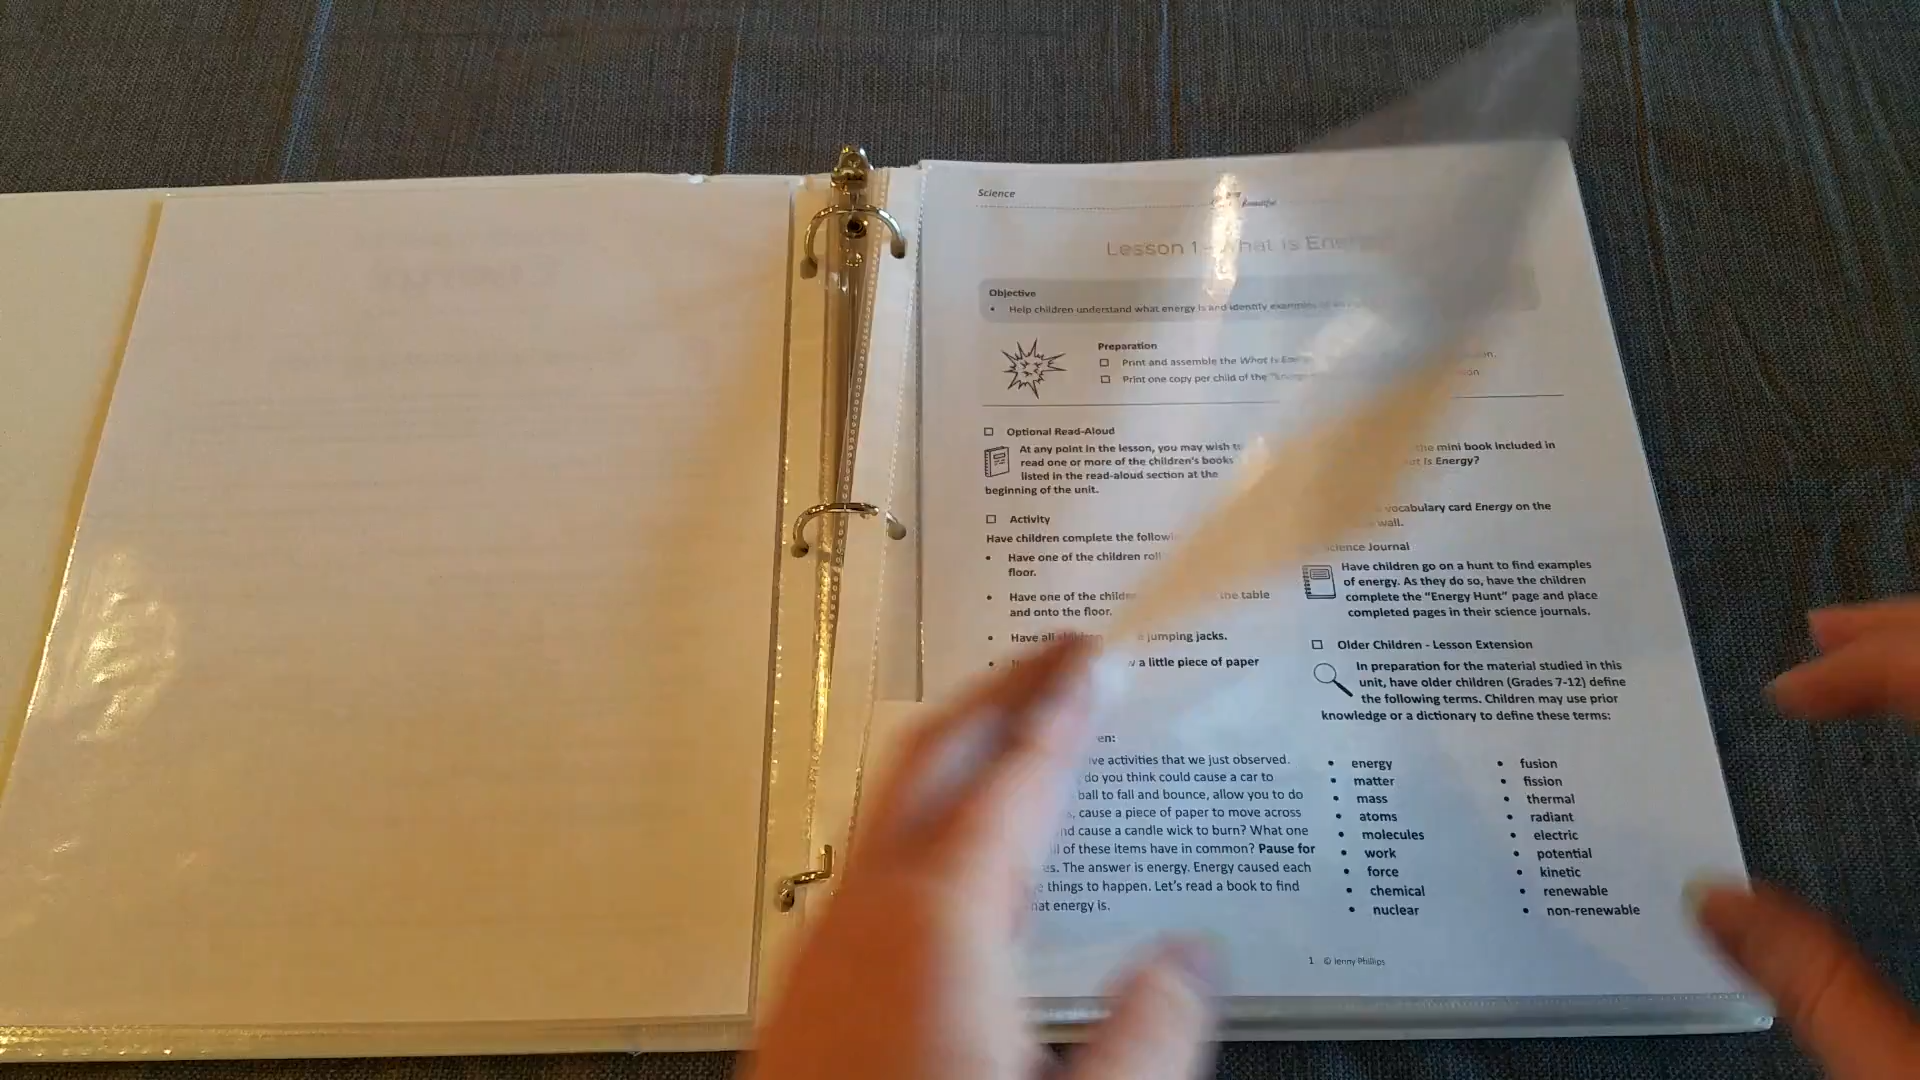 Science
Beautiful
Lesson 1 - What is Energy
Objective
• Help children understand what energy is and identify examples of
Preparation
Print and assemble the What Is
Print one copy per child of the
Optional Read-Aloud
At any point in the lesson, you may wish
read one or more of the children's books
listed in the read-aloud section at the
beginning of the unit.
Activity
Have children complete the
• Have one of the children roll
floor.
• Have one of the the table
and onto the floor.
• Have all children jumping jacks.
a little piece of paper
activities that we just observed.
do you think could cause a car to
ball to fall and bounce, allow you to do
cause a piece of paper to move across
cause a candle wick to burn? What one
of these items have in common? Pause for
The answer is energy. Energy caused each
things to happen. Let's read a book to find
energy is.
mini book included in
Is Energy?
vocabulary card Energy on the
wall.
Science Journal
Have children go on a hunt to find examples
of energy. As they do so, have the children
complete the "Energy Hunt" page and place
completed pages in their science journals.
Older Children - Lesson Extension
In preparation for the material studied in this
unit, have older children (Grades 7-12) define
the following terms. Children may use prior
knowledge or a dictionary to define these terms:
• energy
• matter
• mass
• atoms
• molecules
• work
• force
• chemical
• nuclear
• fusion
• fission
• thermal
• radiant
• electric
• potential
• kinetic
• renewable
• non-renewable
1 © Jenny Phillips